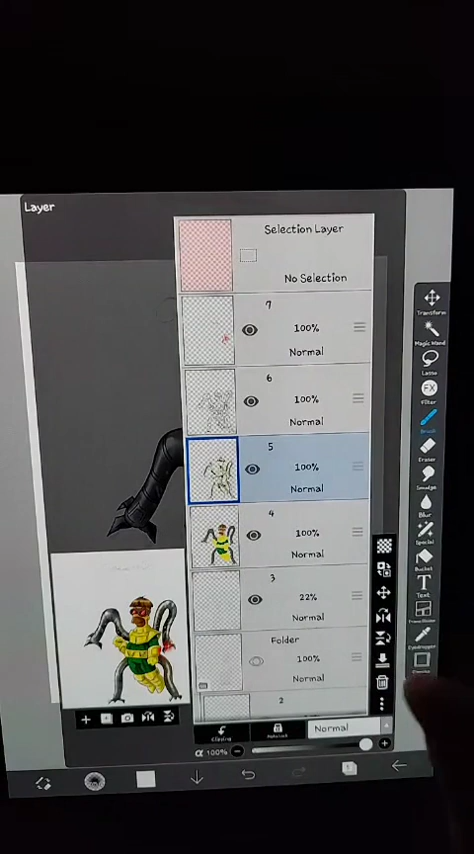 Layer
Selection Layer
No Selection
7
100%
Normal
6
100%
Normal
5
100%
Normal
4
100%
Normal
3
22%
Normal
Folder
100%
Normal
2
Clipping
Normal
α 100%
Transform
Magic Wand
Lasso
FX
Filter
Brush
Eraser
Smudge
Blur
Special
Bucket
T
Text
Eyedropper